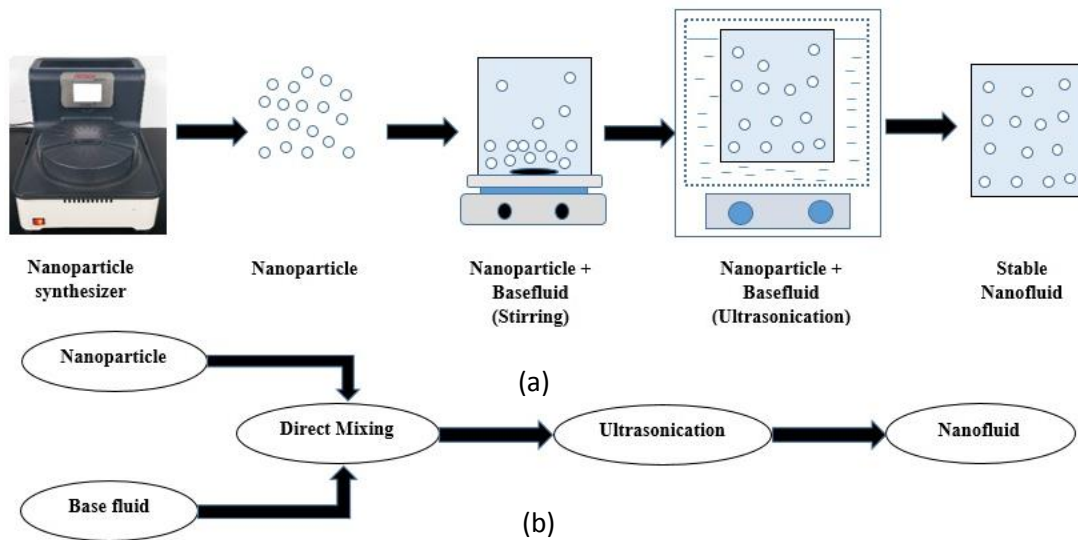 Nanoparticle
synthesizer
Nanoparticle
Nanoparticle +
Basefluid
(Stirring)
Nanoparticle +
Basefluid
(Ultrasonication)
Stable
Nanofluid
(a)
Nanoparticle
Direct Mixing
Ultrasonication
Nanofluid
Base fluid
(b)